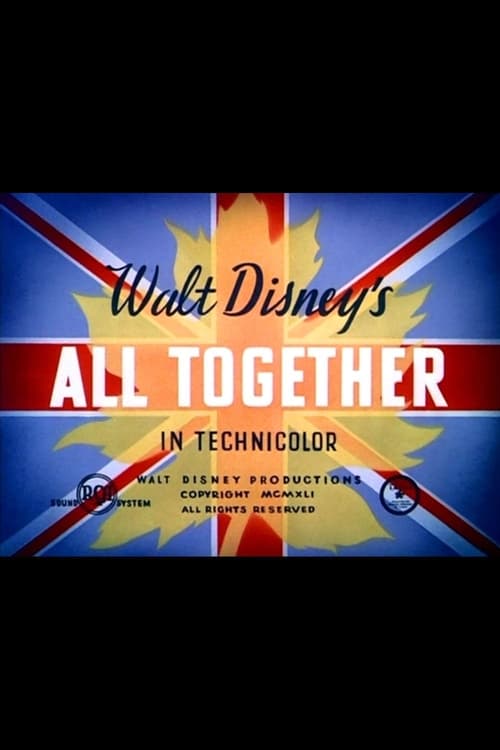 Walt Disney's
ALL TOGETHER
IN TECHNICOLOR
WALT DISNEY PRODUCTIONS
COPYRIGHT MCMXLI
ALL RIGHTS RESERVED
SOUND RCA SYSTEM